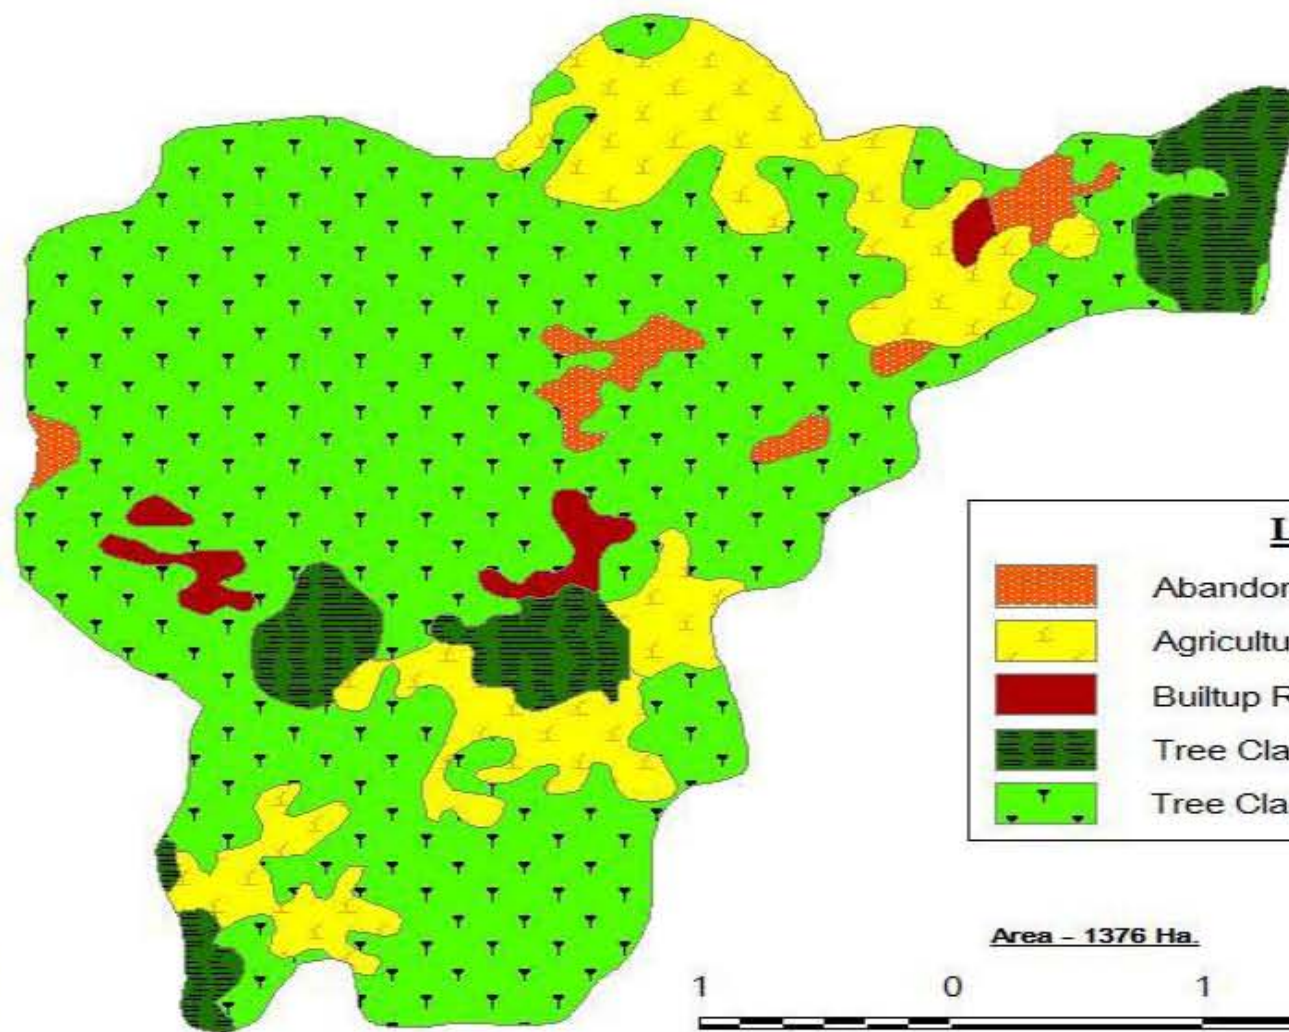 L
Abandon
Agricultu
Builtup R
Tree Cla
Tree Cla
Area - 1376 Ha.
1 0 1